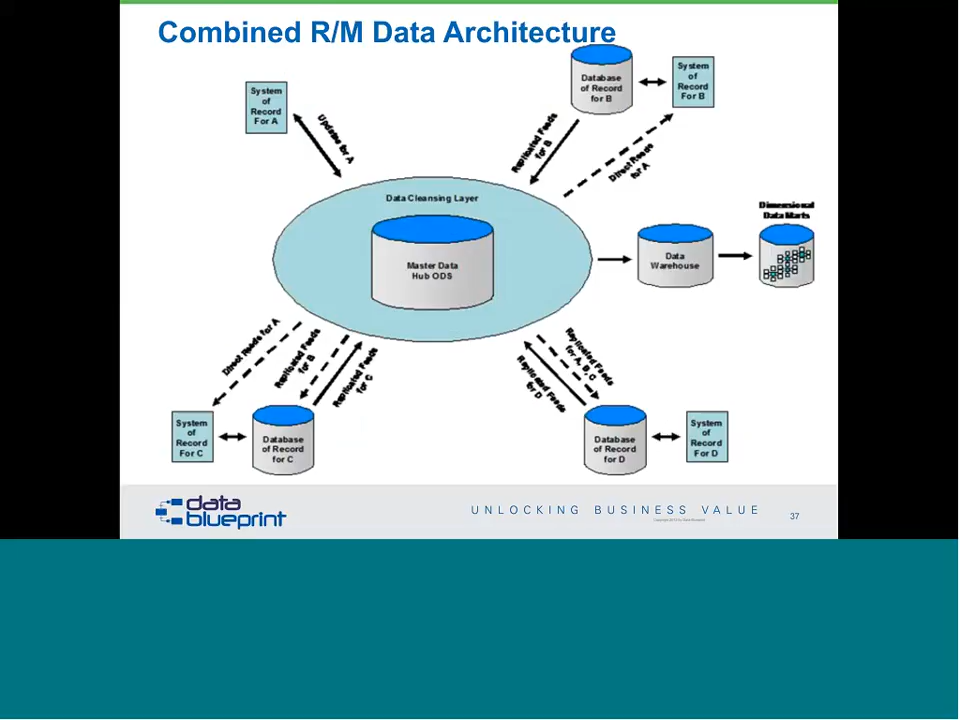 Combined R/M Data Architecture
System
of
Record
For A
Updates for A
Database
of Record
for B
System
of
Record
For B
Replicated Feeds
for B
Direct Reads
for A
Data Cleansing Layer
Master Data
Hub ODS
Data
Warehouse
Dimensional
Data Marts
Direct Reads for A
Replicated Feeds
for B
Replicated Feeds
for C
Replicated Feeds
for A, B, C
Replicated Feeds
for D
System
of
Record
For C
Database
of Record
for C
Database
of Record
for D
System
of
Record
For D
data
blueprint
UNLOCKING BUSINESS VALUE
37